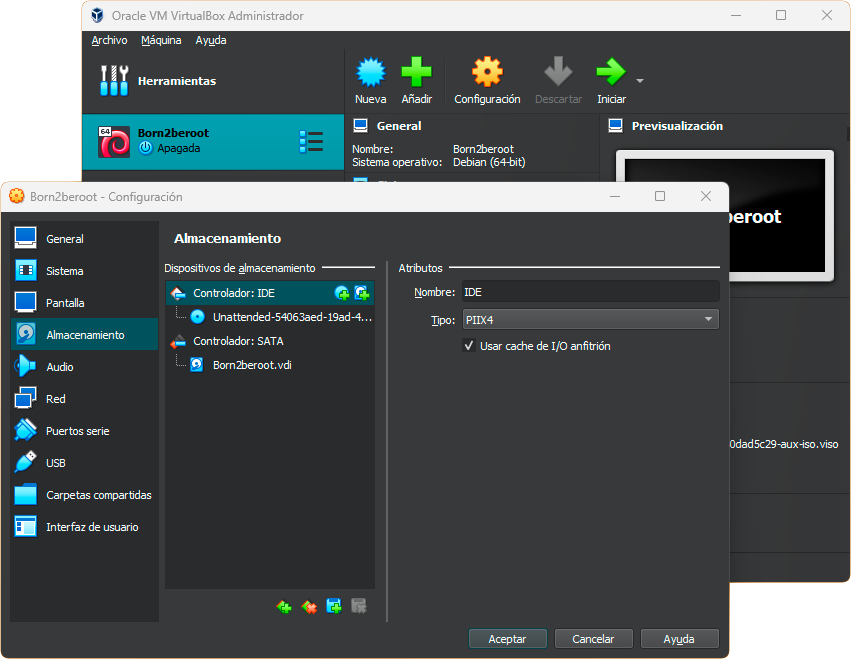 Oracle VM VirtualBox Administrador
Archivo Máquina Ayuda
Herramientas
Nueva Añadir Configuración Descartar Iniciar
64
Born2beroot
Apagada
General
Nombre: Born2beroot
Sistema operativo: Debian (64-bit)
Previsualización
beroot
Born2beroot - Configuración
General
Sistema
Pantalla
Almacenamiento
Audio
Red
Puertos serie
USB
Carpetas compartidas
Interfaz de usuario
Almacenamiento
Dispositivos de almacenamiento
Controlador: IDE
Unattended-54063aed-19ad-4...
Controlador: SATA
Born2beroot.vdi
Atributos
Nombre: IDE
Tipo: PIIX4
Usar cache de I/O anfitrión
0dad5c29-aux-iso.viso
Aceptar Cancelar Ayuda